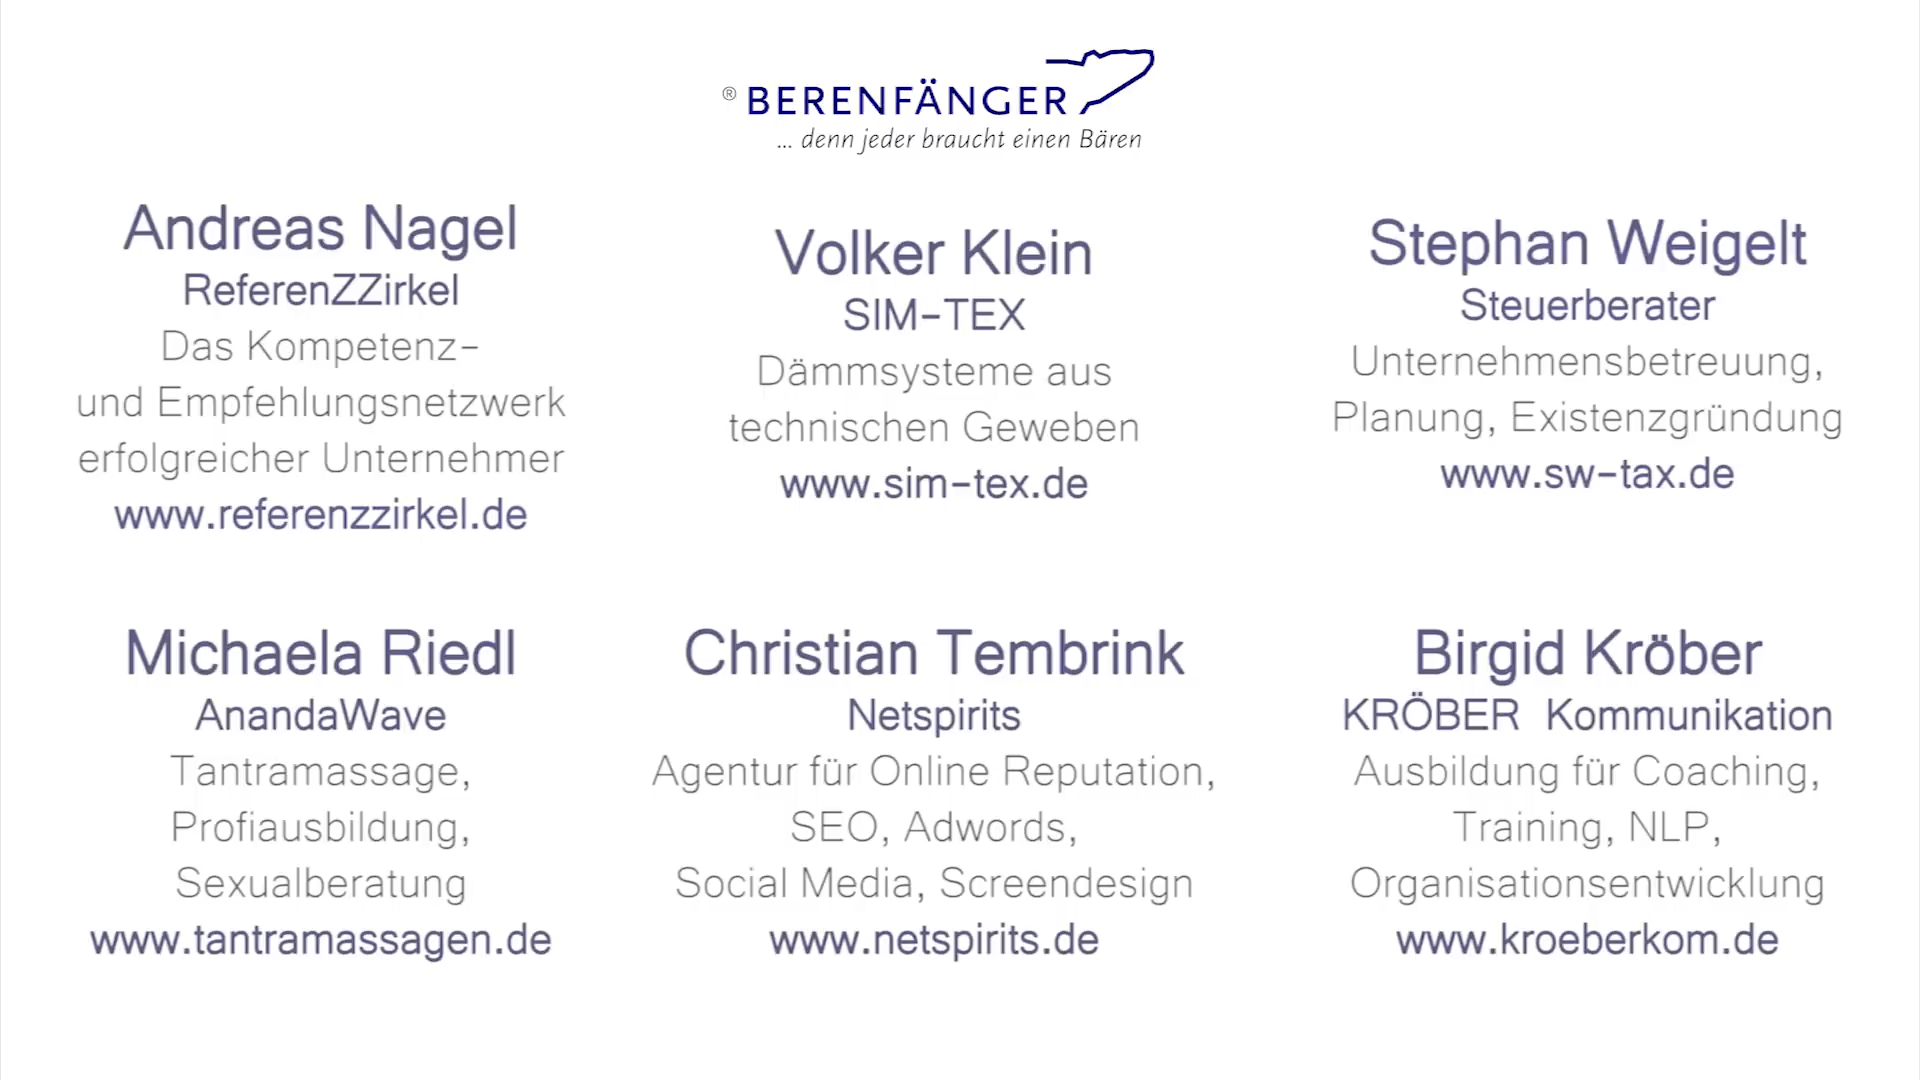 ® BERENFÄNGER
... denn jeder braucht einen Bären
Andreas Nagel
ReferenZZirkel
Das Kompetenz-
und Empfehlungsnetzwerk
erfolgreicher Unternehmer
www.referenzzirkel.de
Volker Klein
SIM-TEX
Dämmsysteme aus
technischen Geweben
www.sim-tex.de
Stephan Weigelt
Steuerberater
Unternehmensbetreuung,
Planung, Existenzgründung
www.sw-tax.de
Michaela Riedl
AnandaWave
Tantramassage,
Profiausbildung,
Sexualberatung
www.tantramassagen.de
Christian Tembrink
Netspirits
Agentur für Online Reputation,
SEO, Adwords,
Social Media, Screendesign
www.netspirits.de
Birgid Kröber
KRÖBER Kommunikation
Ausbildung für Coaching,
Training, NLP,
Organisationsentwicklung
www.kroeberkom.de